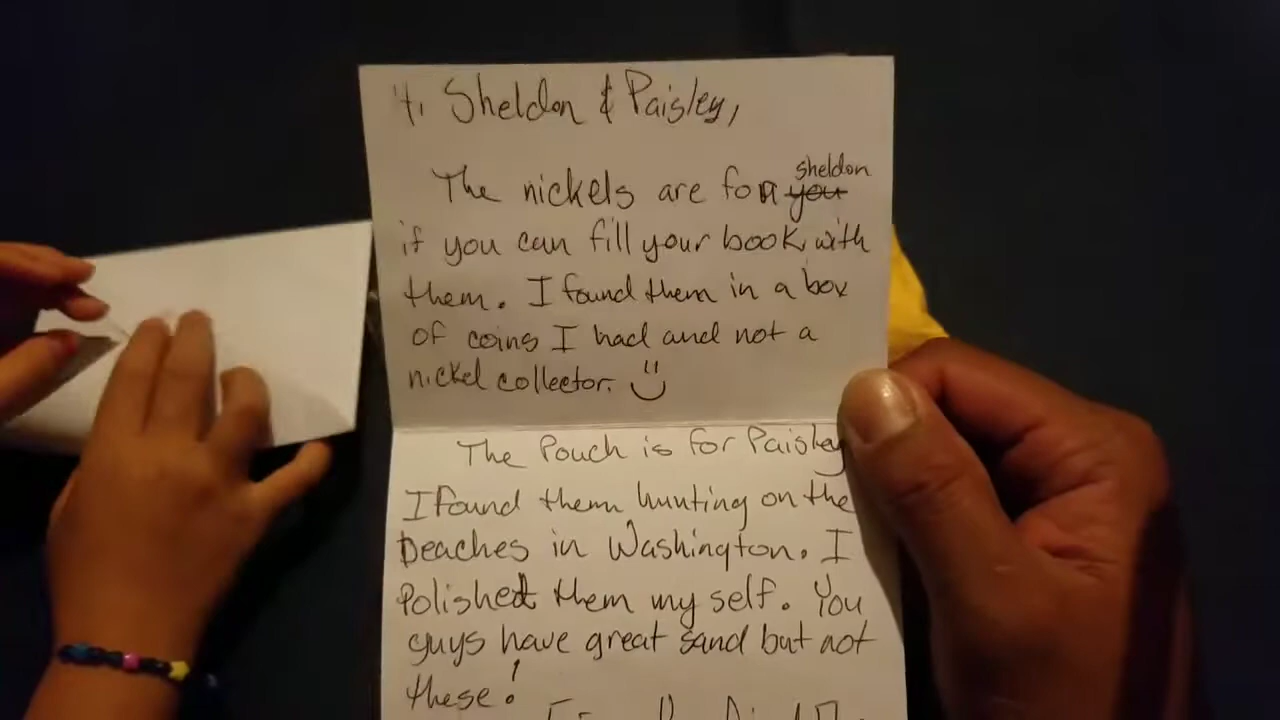 Hi Sheldon & Paisley,
The nickels are for you sheldon
if you can fill your book with
them. I found them in a box
of coins I had and not a
nickel collector.
The Pouch is for Paisley
I found them hunting on the
beaches in Washington. I
Polished them my self. You
guys have great sand but not
these!